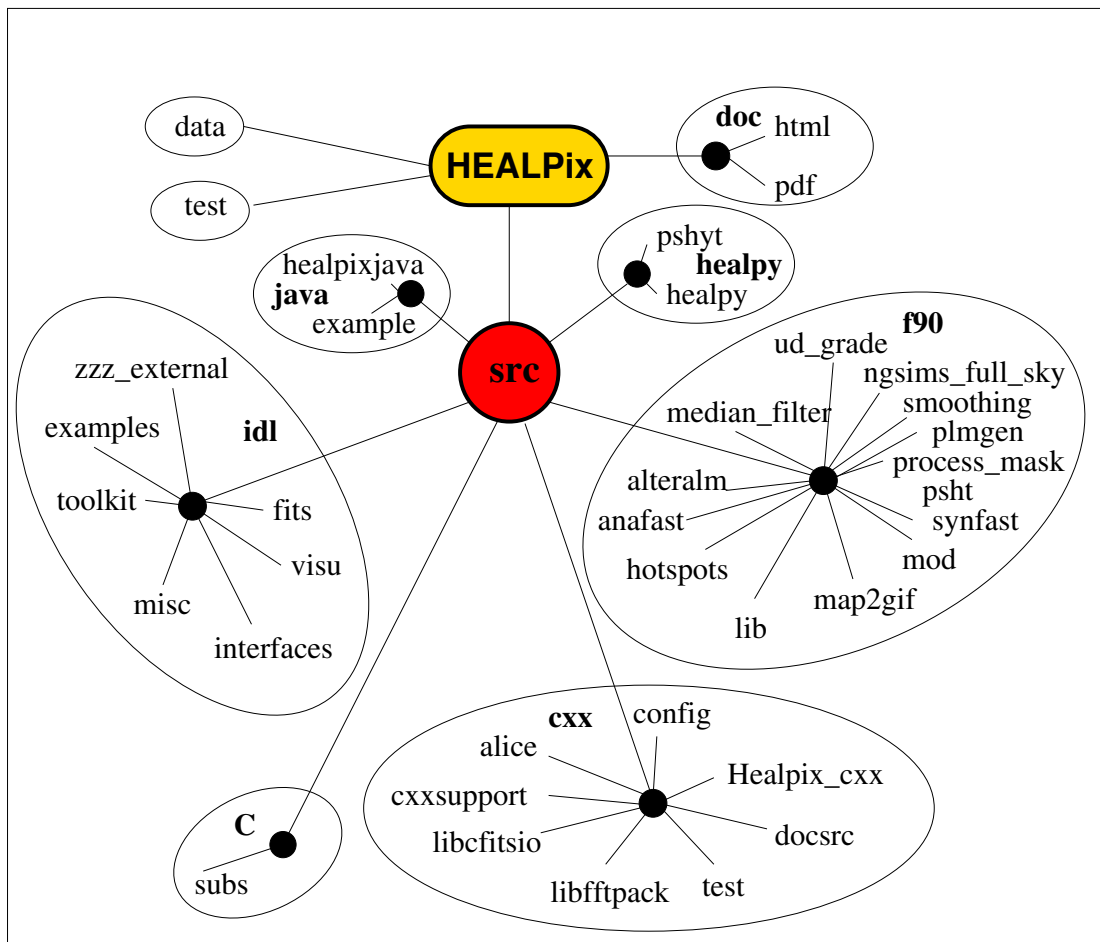 data
test
HEALPix
doc
html
pdf
healpixjava
java
example
pshyt
healpy
healpy
src
idl
zzz_external
examples
toolkit
fits
visu
misc
interfaces
f90
ud_grade
ngsims_full_sky
median_filter
smoothing
plmgen
process_mask
alteralm
psht
anafast
synfast
hotspots
mod
map2gif
lib
C
subs
cxx
config
alice
Healpix_cxx
cxxsupport
libcfitsio
docsrc
libfftpack
test